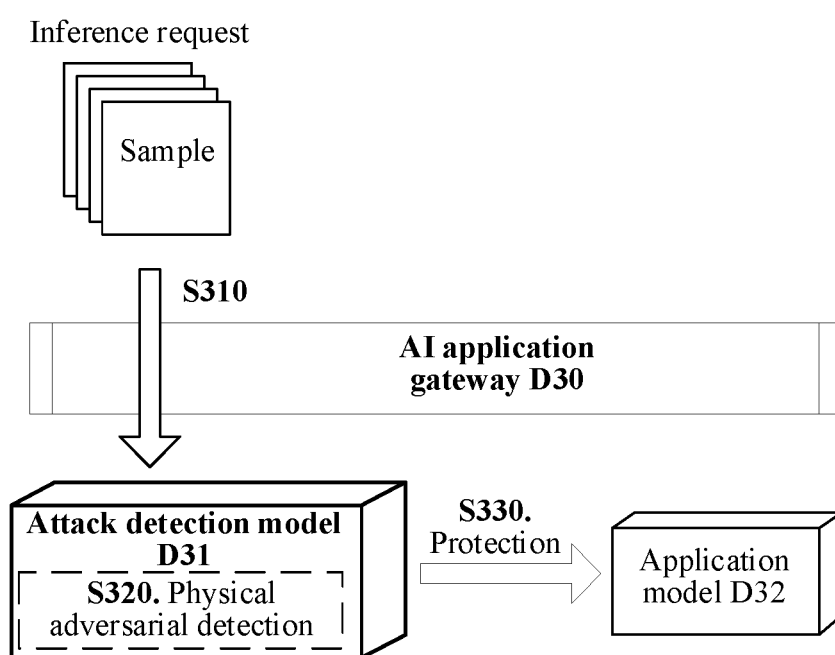 Inference request
Sample
S310
AI application
gateway D30
Attack detection model
D31
S320. Physical
adversarial detection
S330.
Protection
Application
model D32